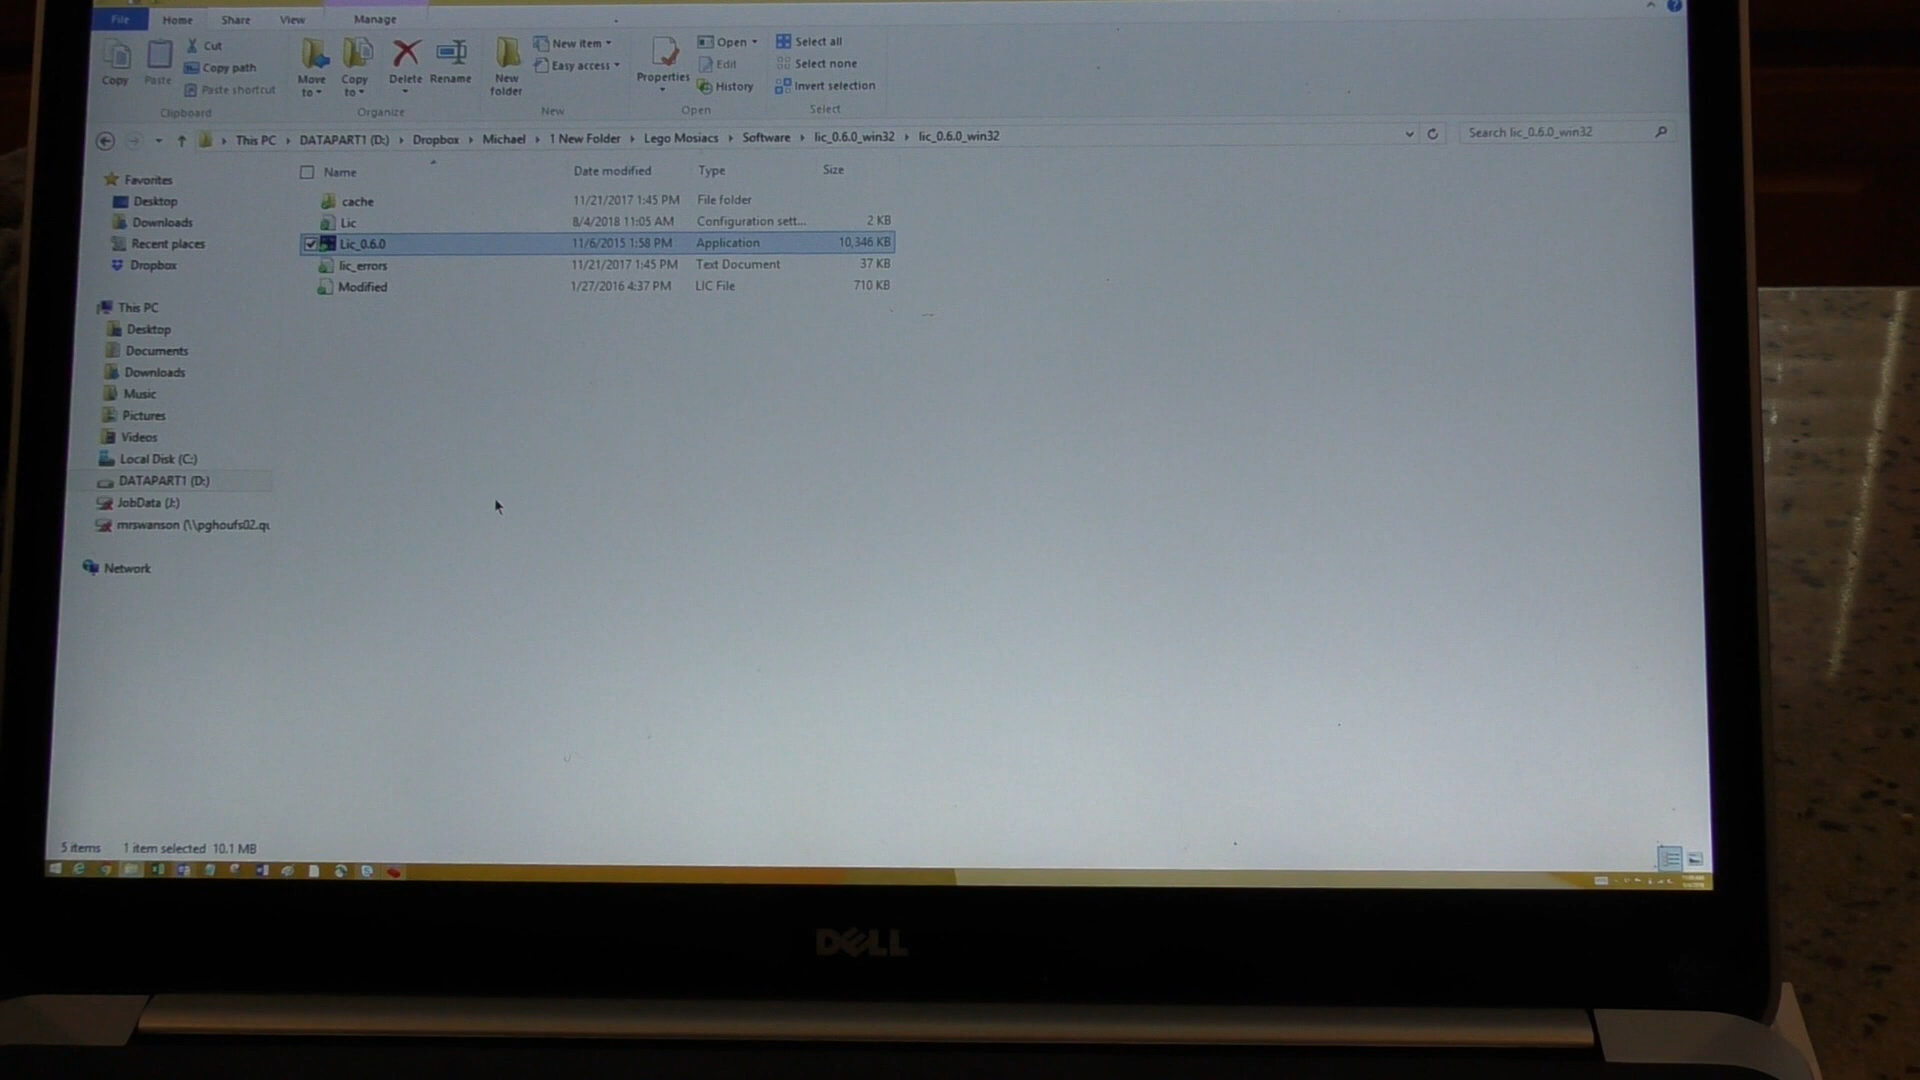 File Home Share View Manage
Cut
Copy path
Paste shortcut
Copy Paste
Clipboard
Move to Copy to Delete Rename
Organize
New folder
New item
Easy access
New
Properties
Open
Edit
History
Open
Select all
Select none
Invert selection
Select
This PC DATAPART1 (D:) Dropbox Michael 1 New Folder Lego Mosiacs Software lic_0.6.0_win32 lic_0.6.0_win32
Search lic_0.6.0_win32
Favorites
Desktop
Downloads
Recent places
Dropbox
This PC
Desktop
Documents
Downloads
Music
Pictures
Videos
Local Disk (C:)
DATAPART1 (D:)
JobData (J:)
mrswanson (\\pghoufs02.qu
Network
Name Date modified Type Size
cache 11/21/2017 1:45 PM File folder
Lic 8/4/2018 11:05 AM Configuration sett... 2 KB
Lic_0.6.0 11/6/2015 1:58 PM Application 10,346 KB
lic_errors 11/21/2017 1:45 PM Text Document 37 KB
Modified 1/27/2016 4:37 PM LIC File 710 KB
5 items 1 item selected 10.1 MB
DELL